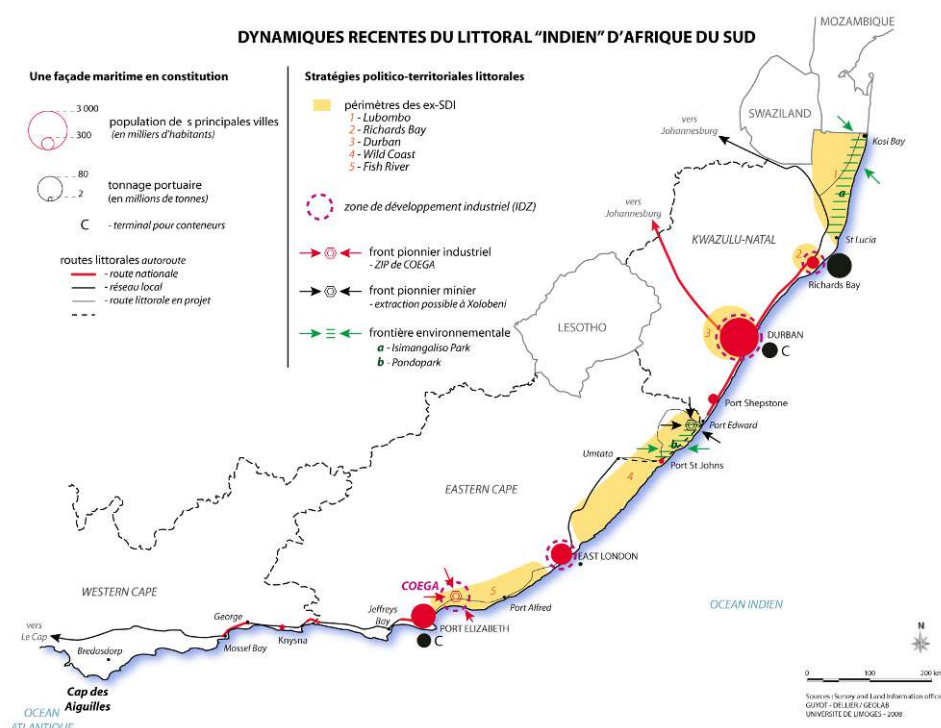 DYNAMIQUES RECENTES DU LITTORAL “INDIEN” D’AFRIQUE DU SUD
Une façade maritime en constitution
3 000
300
population de s principales villes
(en milliers d'habitants)
80
2
tonnage portuaire
(en millions de tonnes)
C
- terminal pour conteneurs
routes littorales autoroute
- route nationale
- réseau local
- route littorale en projet
Stratégies politico-territoriales littorales
périmètres des ex-SDI
1 - Lubombo
2 - Richards Bay
3 - Durban
4 - Wild Coast
5 - Fish River
zone de développement industriel (IDZ)
front pionnier industriel
- ZIP de COEGA
front pionnier minier
- extraction possible à Xolobeni
frontière environnementale
a - Isimangaliso Park
b - Pondopark
MOZAMBIQUE
SWAZILAND
vers
Johannesburg
Kosi Bay
1
a
vers
Johannesburg
KWAZULU-NATAL
St Lucia
2
Richards Bay
LESOTHO
3
DURBAN
C
Port Shepstone
Port Edward
Umtata
b
Port St Johns
4
EASTERN CAPE
EAST LONDON
WESTERN CAPE
COEGA
5
Port Alfred
OCEAN INDIEN
George
Jeffreys
Bay
PORT ELIZABETH
C
vers
Le Cap
Knysna
Mossel Bay
Bredasdorp
Cap des
Aiguilles
OCEAN
ATLANTIQUE
N
0
100
200 km
Sources : Survey and Land Information office
GUYOT - DELLIER / GEOLAB
UNIVERSITE DE LIMOGES - 2008